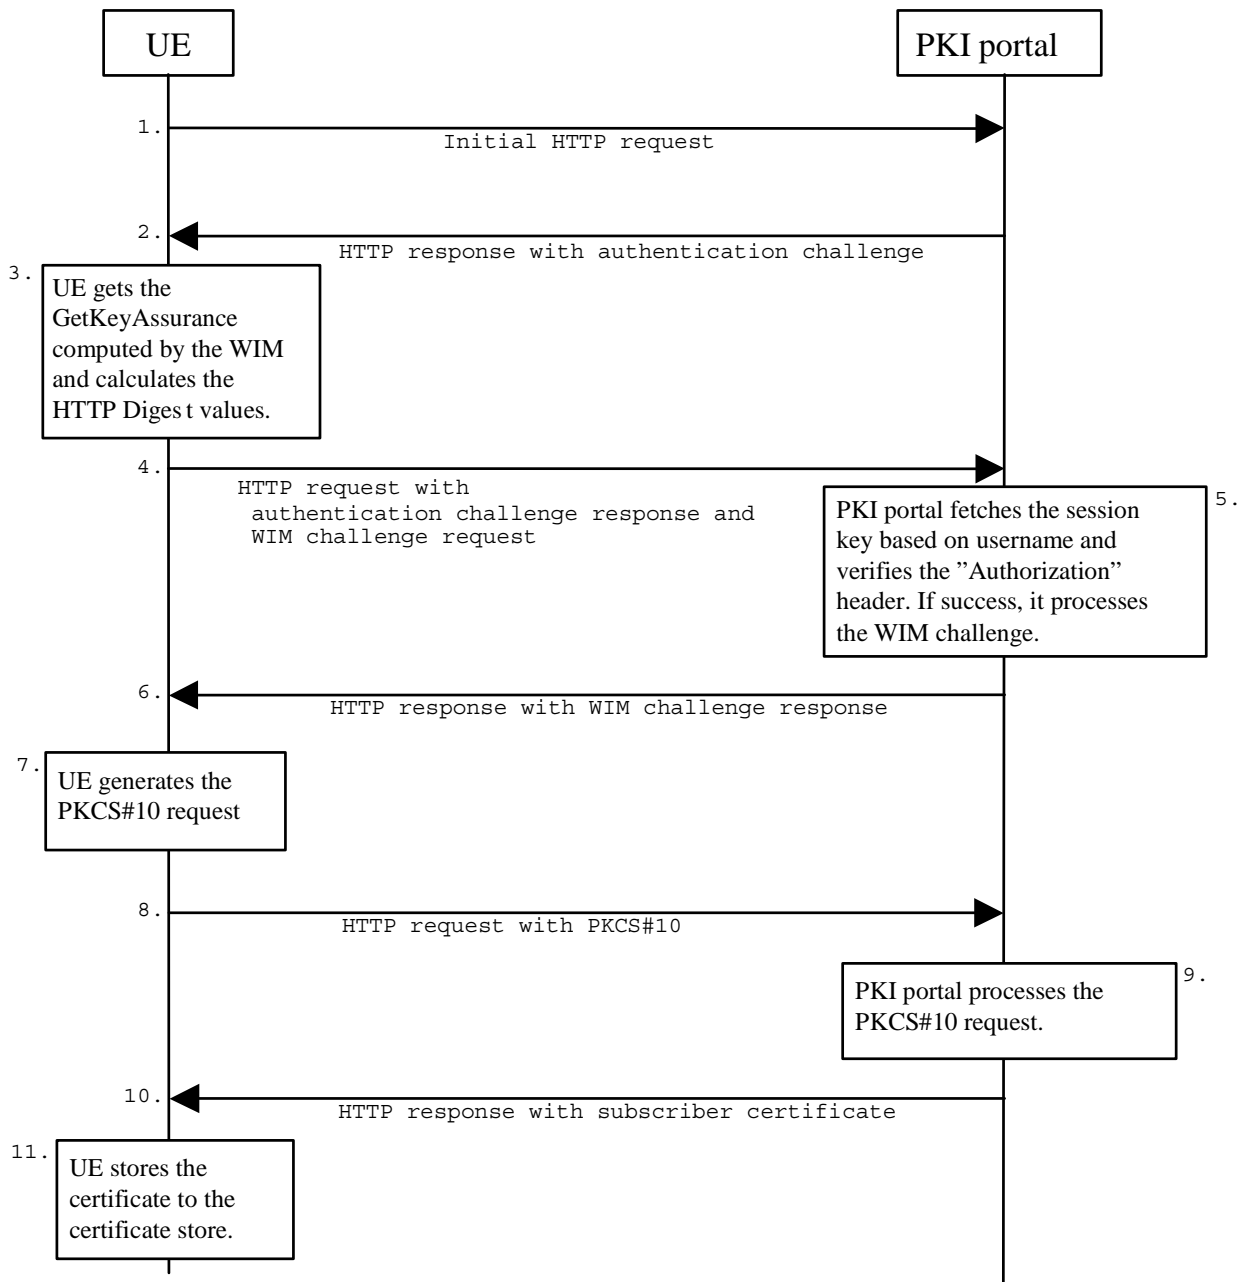 UE
PKI portal
1.
Initial HTTP request
2.
HTTP response with authentication challenge
3.
UE gets the
GetKeyAssurance
computed by the WIM
and calculates the
HTTP Digest values.
4.
HTTP request with
authentication challenge response and
WIM challenge request
5.
PKI portal fetches the session
key based on username and
verifies the ”Authorization”
header. If success, it processes
the WIM challenge.
6.
HTTP response with WIM challenge response
7.
UE generates the
PKCS#10 request
8.
HTTP request with PKCS#10
9.
PKI portal processes the
PKCS#10 request.
10.
HTTP response with subscriber certificate
11.
UE stores the
certificate to the
certificate store.